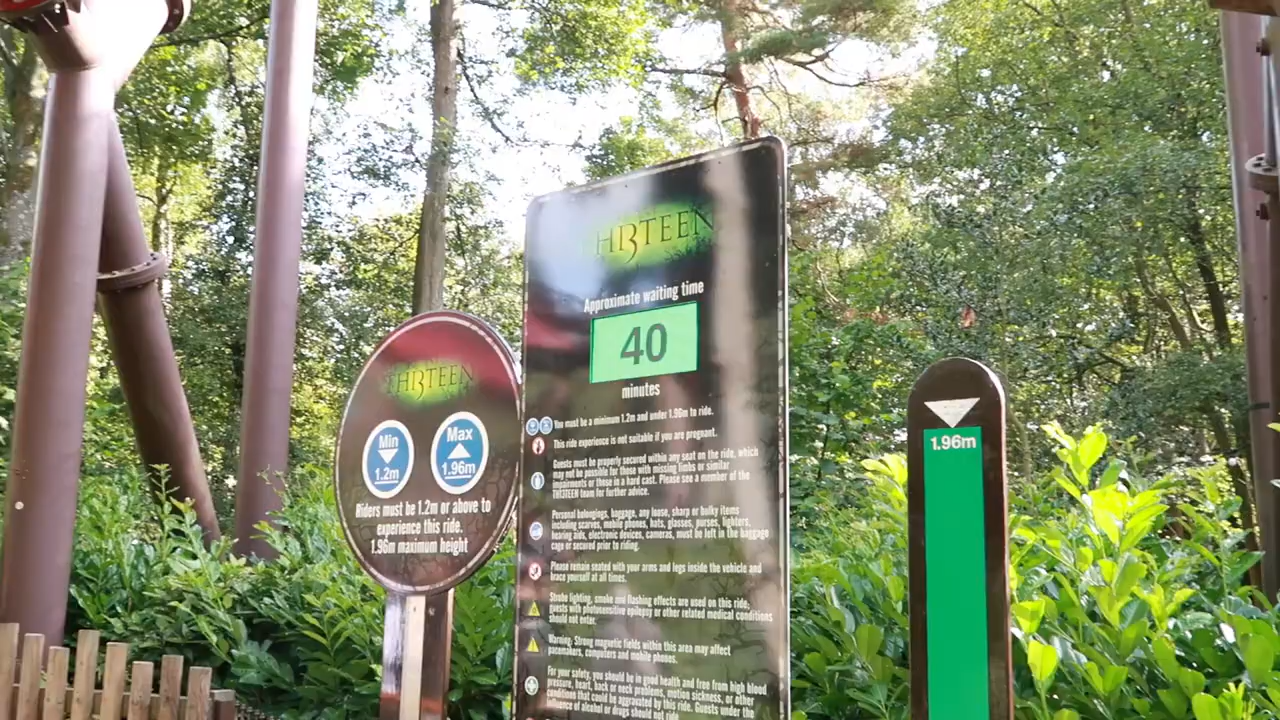 TH13TEEN
Min
1.2m
Max
1.96m
Riders must be 1.2m or above to
experience this ride.
1.96m maximum height
TH13TEEN
Approximate waiting time
40
minutes
You must be a minimum 1.2m and under 1.96m to ride.
This ride experience is not suitable if you are pregnant.
Guests must be properly secured within any seat on the ride, which
may not be possible for those with missing limbs or similar
impairments or those in a hard cast. Please see a member of the
TH13TEEN team for further advice.
Personal belongings, baggage, any loose, sharp or bulky items
including scarves, mobile phones, hats, glasses, purses, lighters,
hearing aids, electronic devices, cameras, must be left in the baggage
cage or secured prior to riding.
Please remain seated with your arms and legs inside the vehicle and
brace yourself at all times.
Strobe lighting, smoke and flashing effects are used on this ride;
guests with photosensitive epilepsy or other related medical conditions
should not enter.
Warning: Strong magnetic fields within this area may affect
pacemakers, computers and mobile phones.
For your safety, you should be in good health and free from high blood
pressure, heart, back or neck problems, motion sickness, or other
conditions that could be aggravated by this ride. Guests under the
influence of alcohol or drugs should not ride.
1.96m